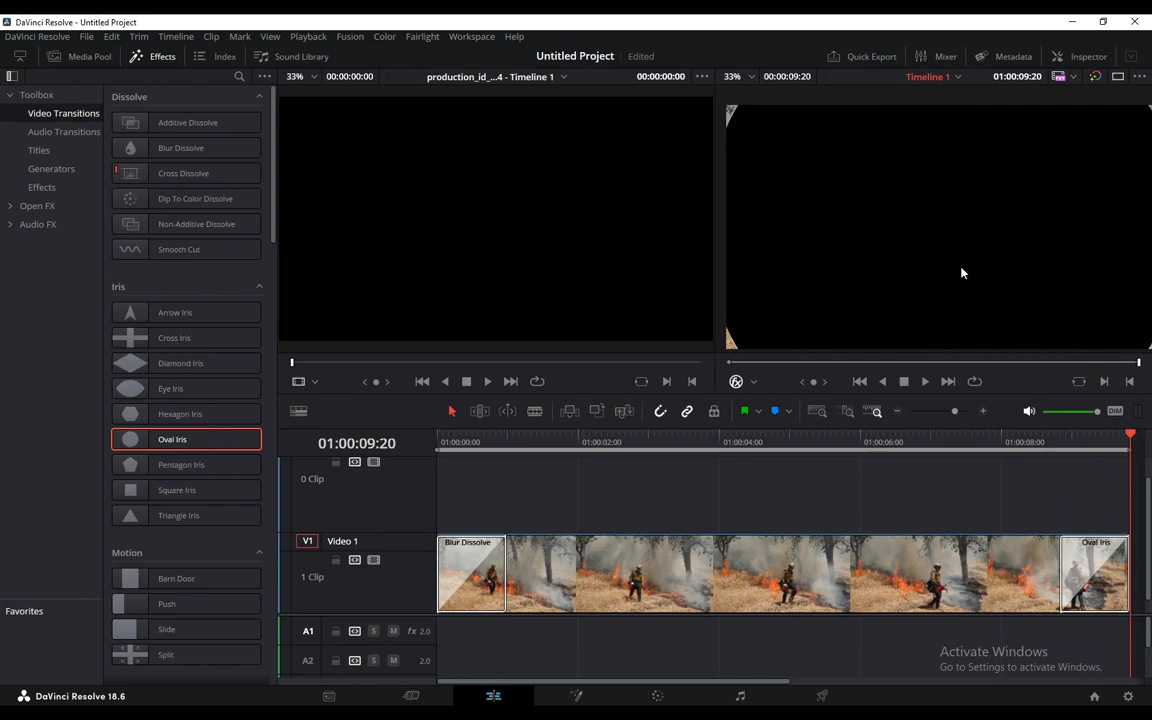 DaVinci Resolve - Untitled Project
DaVinci Resolve File Edit Trim Timeline Clip Mark View Playback Fusion Color Fairlight Workspace Help
Media Pool Effects Index Sound Library Untitled Project Edited Quick Export Mixer Metadata Inspector
33% 00:00:00:00 production_id_...4 - Timeline 1 00:00:00:00 33% 00:00:09:20 Timeline 1 01:00:09:20
Toolbox
Video Transitions
Audio Transitions
Titles
Generators
Effects
Open FX
Audio FX
Favorites
Dissolve
Additive Dissolve
Blur Dissolve
Cross Dissolve
Dip To Color Dissolve
Non-Additive Dissolve
Smooth Cut
Iris
Arrow Iris
Cross Iris
Diamond Iris
Eye Iris
Hexagon Iris
Oval Iris
Pentagon Iris
Square Iris
Triangle Iris
Motion
Barn Door
Push
Slide
Split
DIM
01:00:09:20 01:00:00:00 01:00:02:00 01:00:04:00 01:00:06:00 01:00:08:00
0 Clip
V1 Video 1 Blur Dissolve Oval Iris
1 Clip
A1 S M fx 2.0
A2 S M 2.0
Activate Windows
Go to Settings to activate Windows.
DaVinci Resolve 18.6